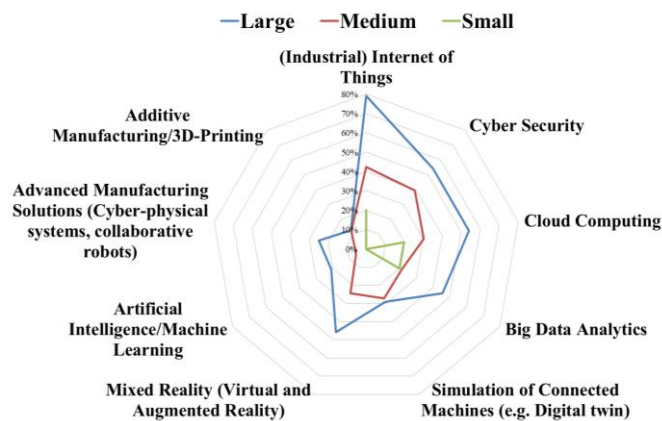 Large Medium Small
(Industrial) Internet of
Things
80%
70%
60%
50%
40%
30%
20%
10%
0%
Cyber Security
Cloud Computing
Big Data Analytics
Simulation of Connected
Machines (e.g. Digital twin)
Mixed Reality (Virtual and
Augmented Reality)
Artificial
Intelligence/Machine
Learning
Advanced Manufacturing
Solutions (Cyber-physical
systems, collaborative
robots)
Additive
Manufacturing/3D-Printing